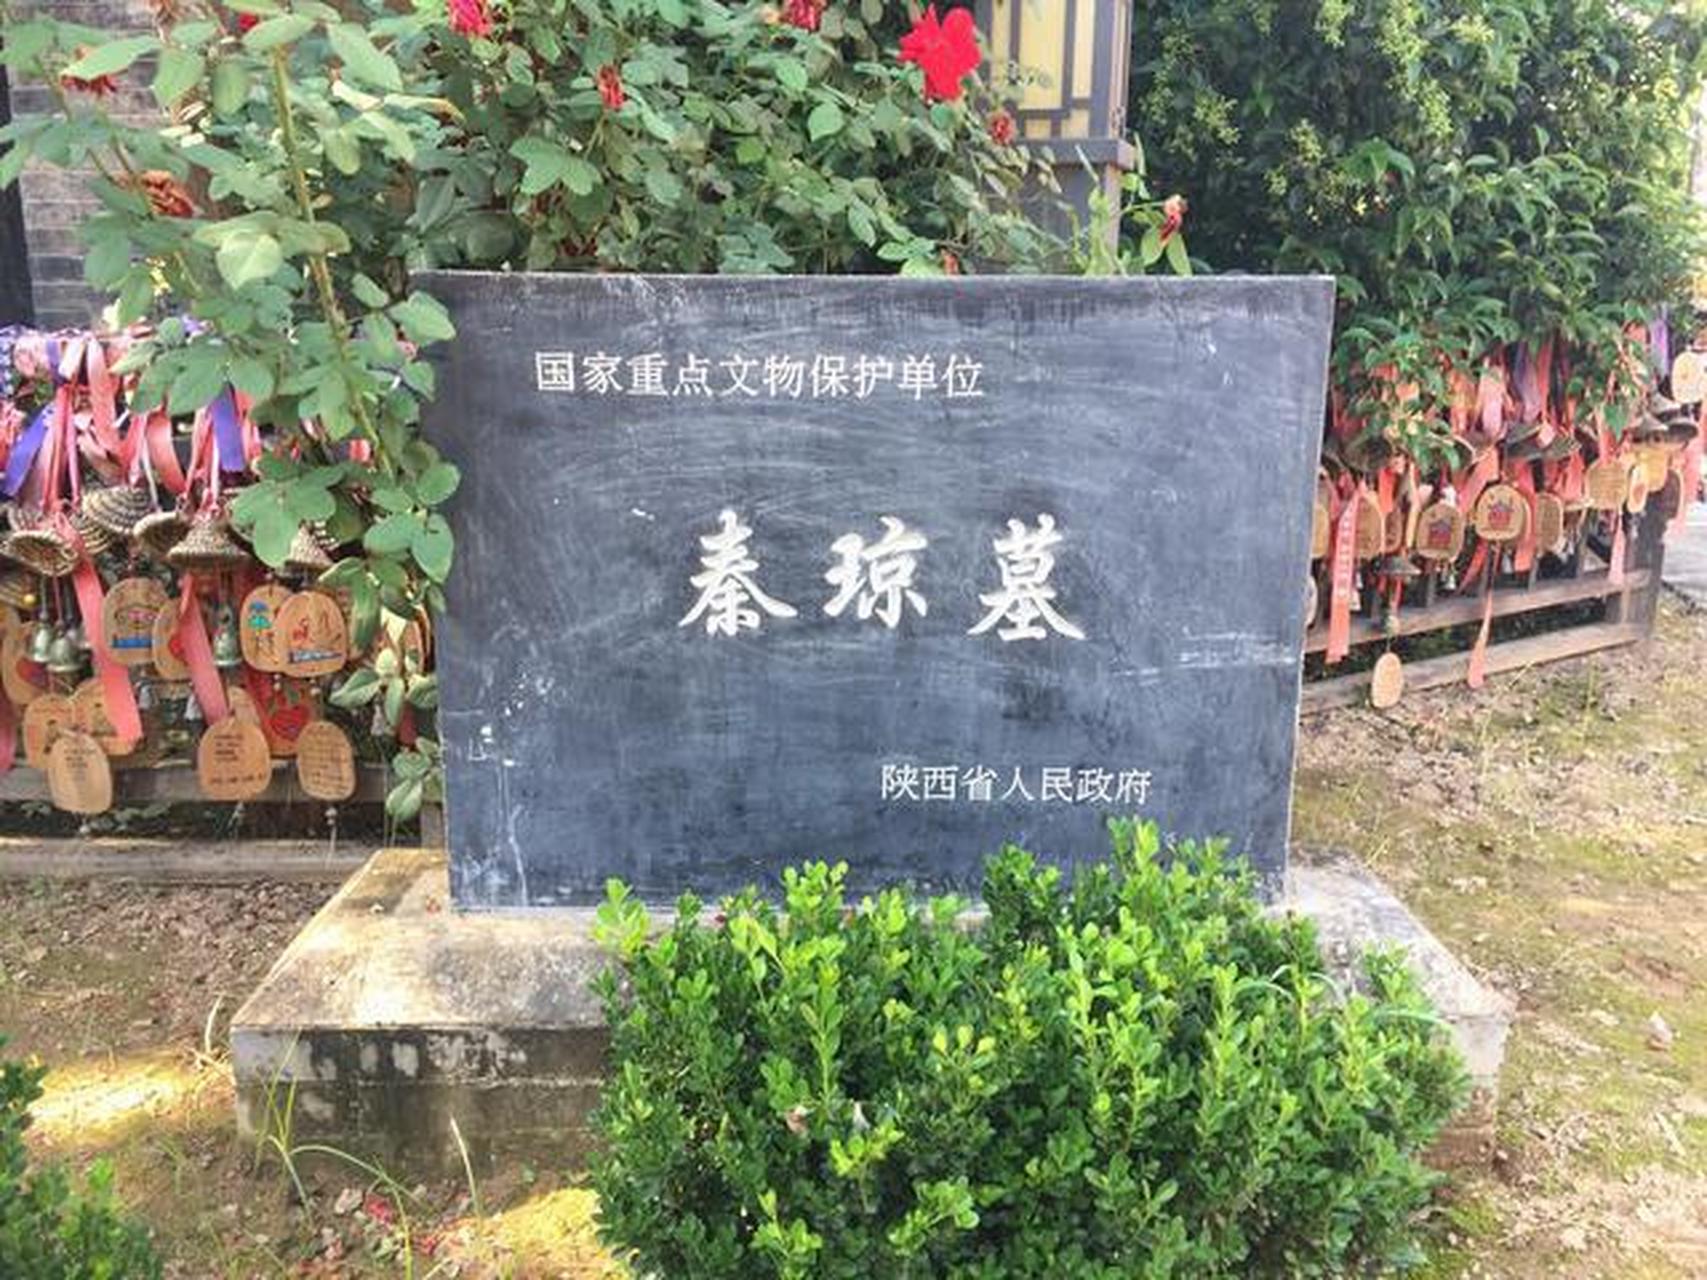 国家重点文物保护单位
秦琼墓
陕西省人民政府